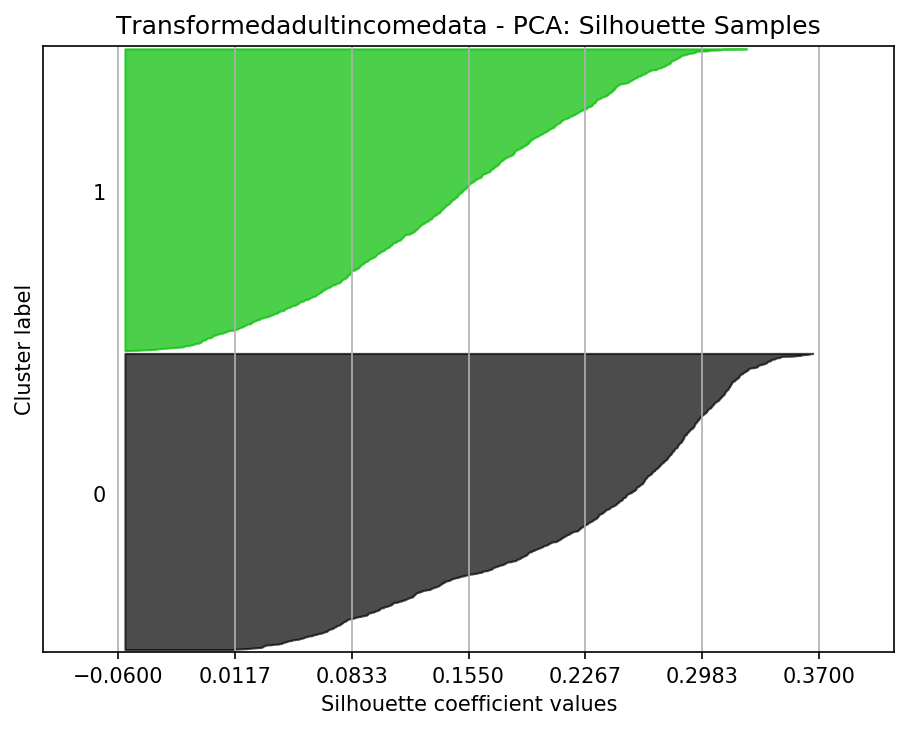 Transformedadultincomedata - PCA: Silhouette Samples
1
0
Cluster label
−0.0600 0.0117 0.0833 0.1550 0.2267 0.2983 0.3700
Silhouette coefficient values